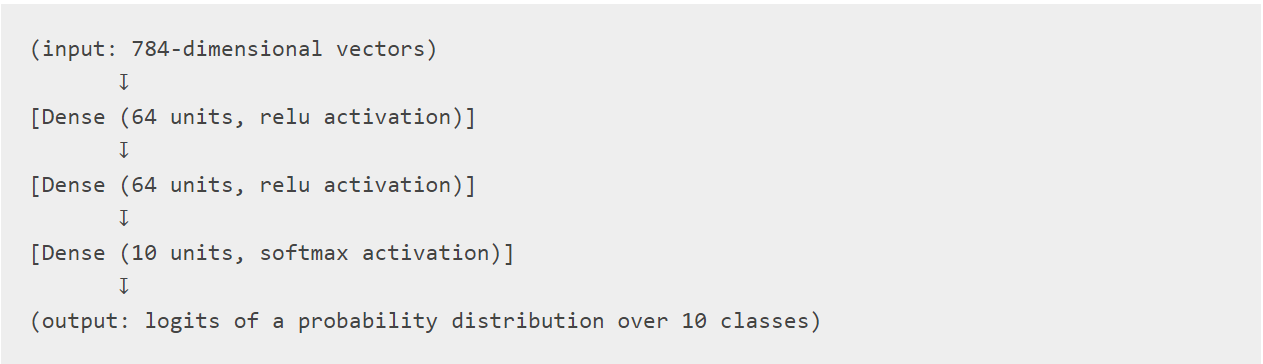 (input: 784-dimensional vectors)
↧
[Dense (64 units, relu activation)]
↧
[Dense (64 units, relu activation)]
↧
[Dense (10 units, softmax activation)]
↧
(output: logits of a probability distribution over 10 classes)